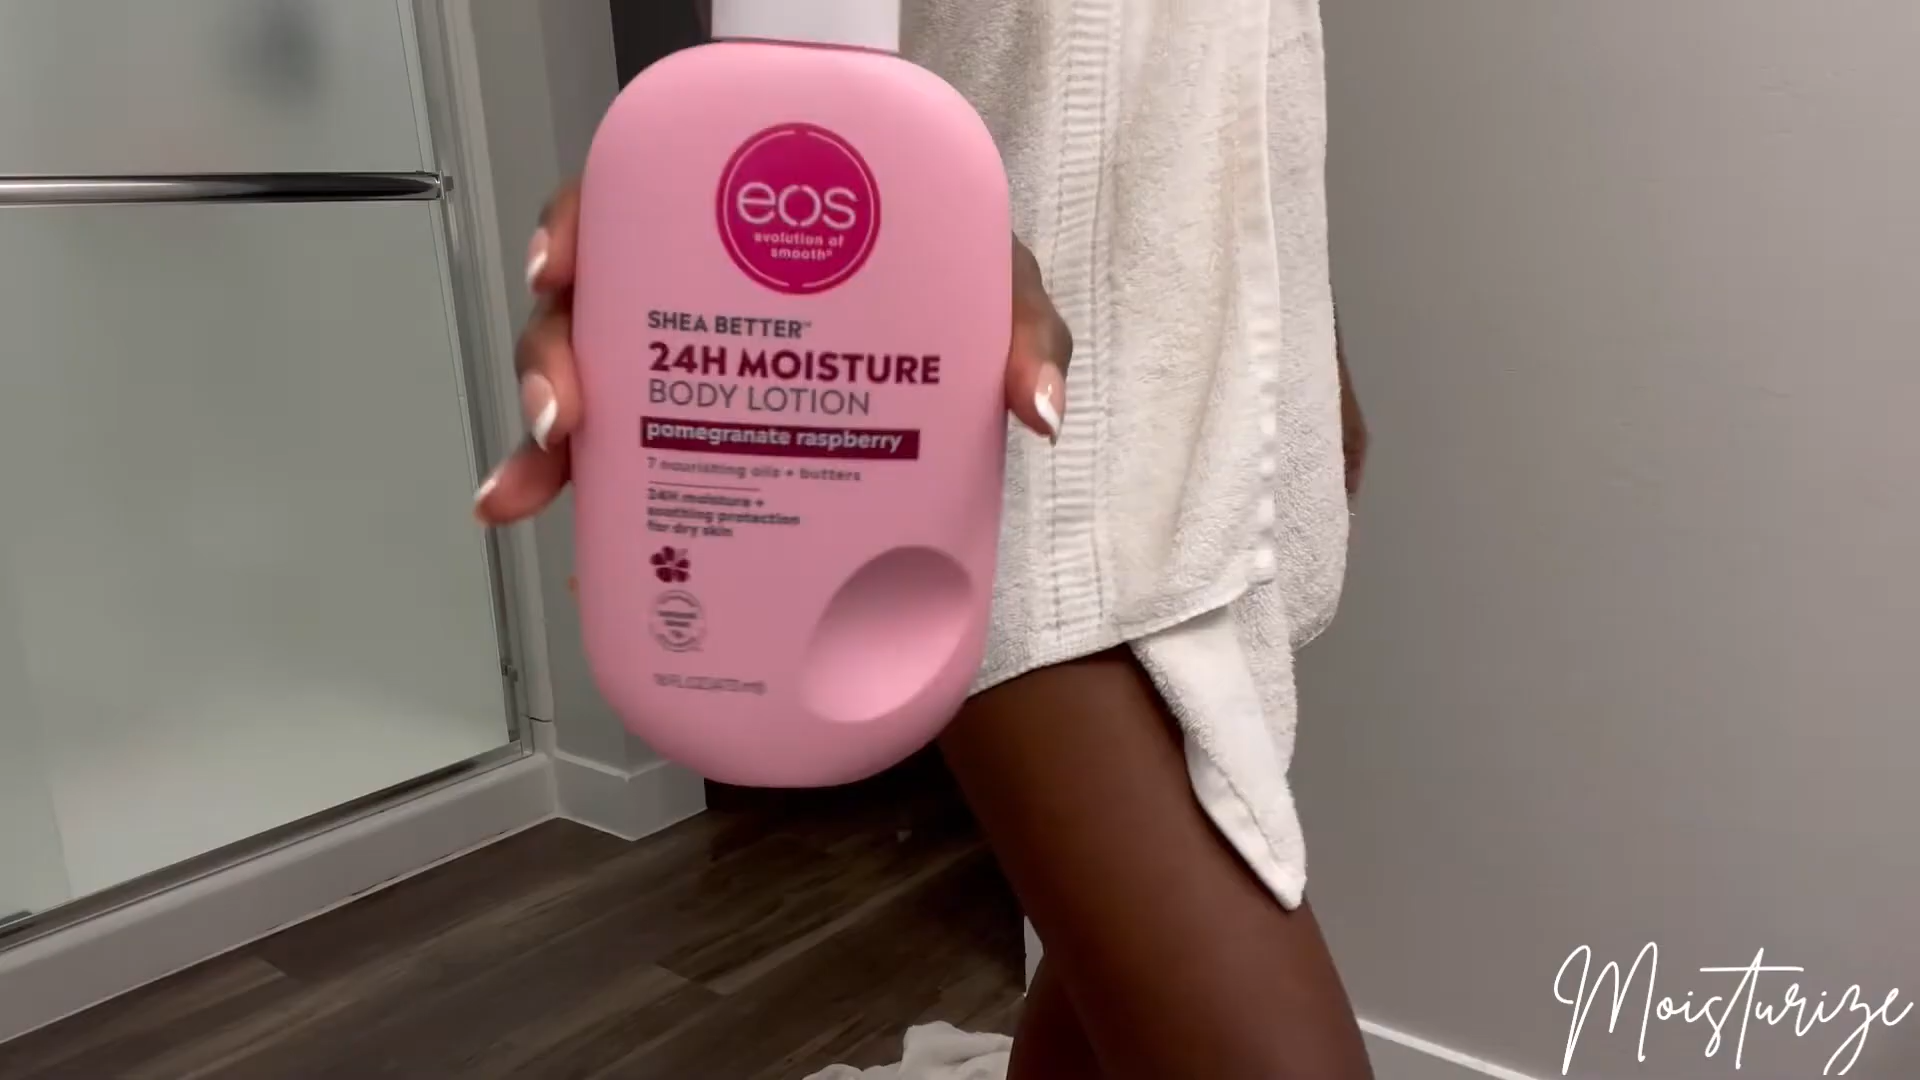 eos
evolution of
smooth®
SHEA BETTER™
24H MOISTURE
BODY LOTION
pomegranate raspberry
7 nourishing oils + butters
24H moisture +
soothing protection
for dry skin
Moisturize